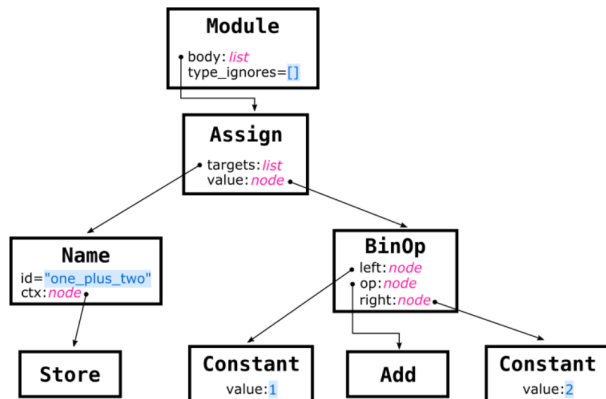 Module
body:list
type_ignores=[]
Assign
targets:list
value:node
Name
id="one_plus_two"
ctx:node
BinOp
left:node
op:node
right:node
Store
Constant
value:1
Add
Constant
value:2